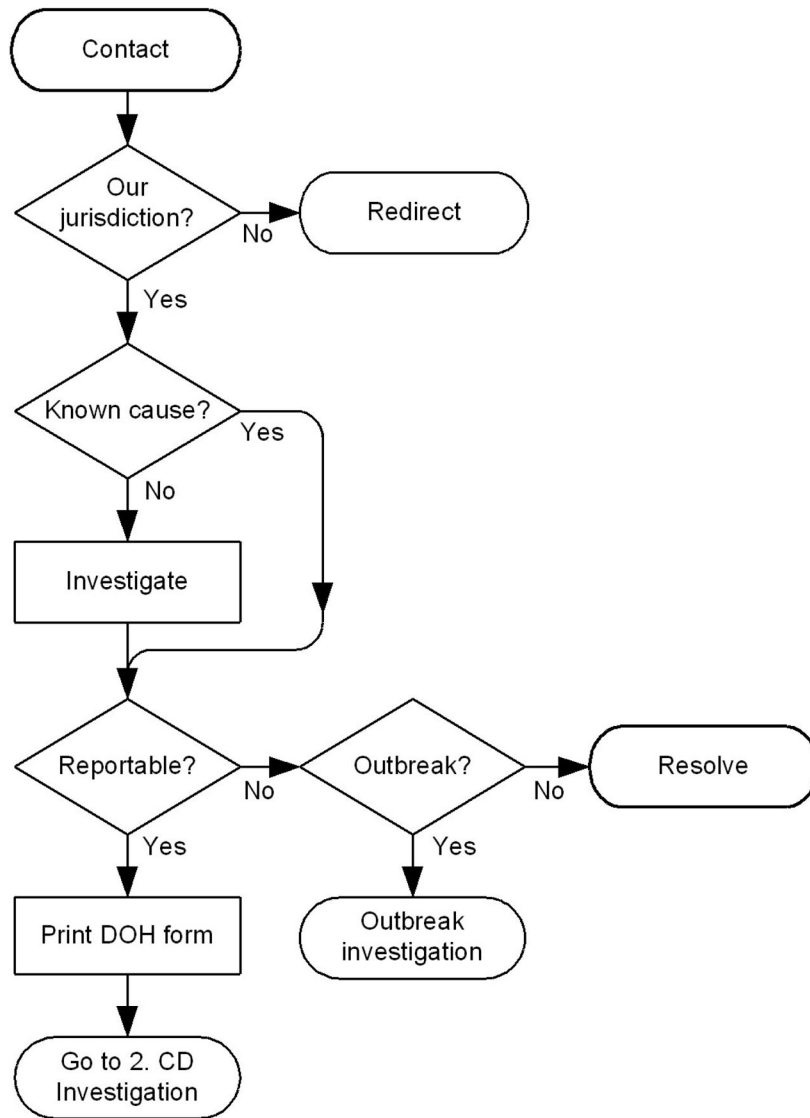 Contact
Our
jurisdiction?
No
Redirect
Yes
Known cause?
Yes
No
Investigate
Reportable?
No
Outbreak?
No
Resolve
Yes
Yes
Print DOH form
Outbreak
investigation
Go to 2. CD
Investigation